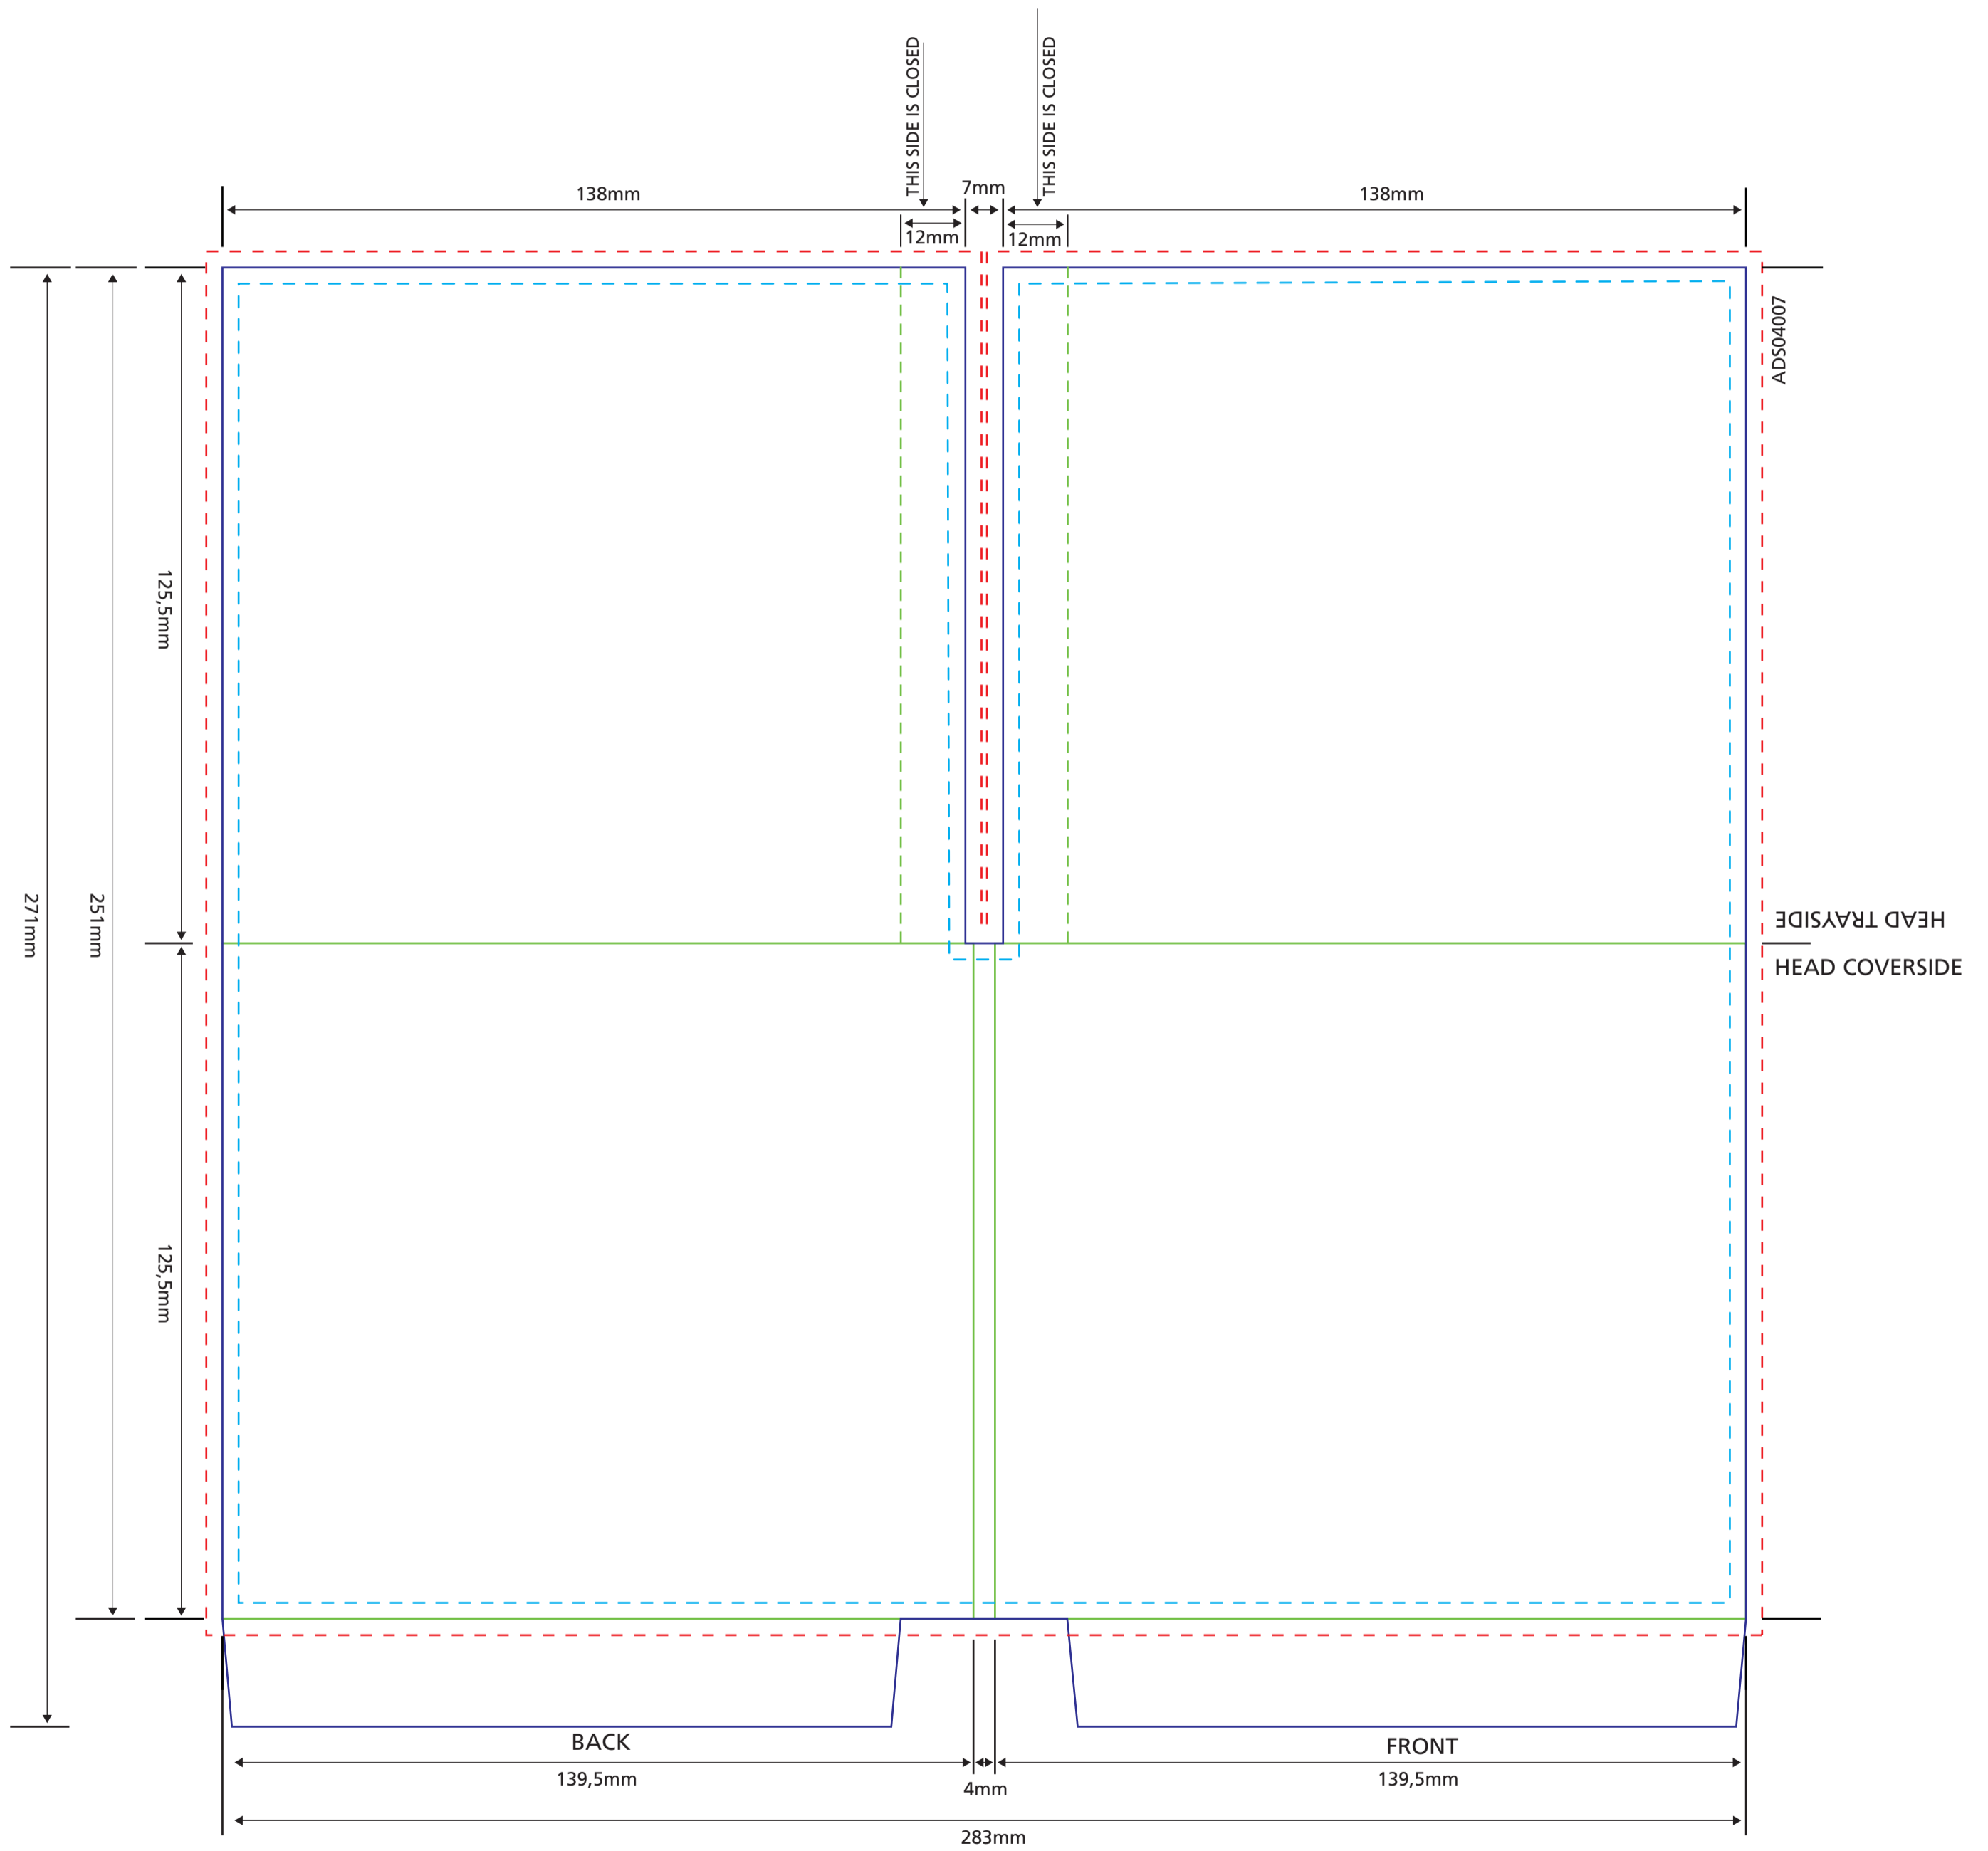 THIS SIDE IS CLOSED
THIS SIDE IS CLOSED
138mm
7mm
138mm
12mm
12mm
ADS04007
125,5mm
271mm
251mm
HEAD TRAYSIDE
HEAD COVERSIDE
125,5mm
BACK
FRONT
139,5mm
4mm
139,5mm
283mm